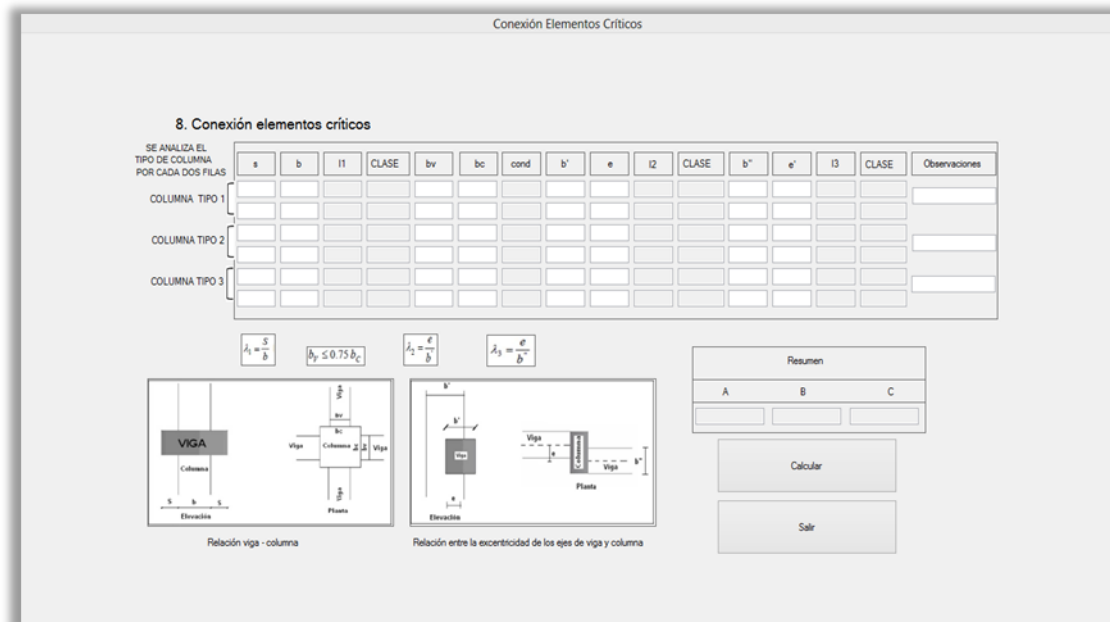 Conexión Elementos Críticos
8. Conexión elementos críticos
SE ANALIZA EL
TIPO DE COLUMNA
POR CADA DOS FILAS
s b l1 CLASE bv bc cond b' e l2 CLASE b'' e' l3 CLASE Observaciones
COLUMNA TIPO 1
COLUMNA TIPO 2
COLUMNA TIPO 3
λ₁ = s/b
b_V ≤ 0.75 b_C
λ₂ = e/b'
λ₃ = e/b''
VIGA
Columna
S b S
Elevación
Viga
bv
bc
Viga Columna bc bv Viga
Viga
Planta
b'
b'
Viga
e
Elevación
Viga
e
Columna
Viga
b''
Planta
Relación viga - columna
Relación entre la excentricidad de los ejes de viga y columna
Resumen
A B C
Calcular
Salir